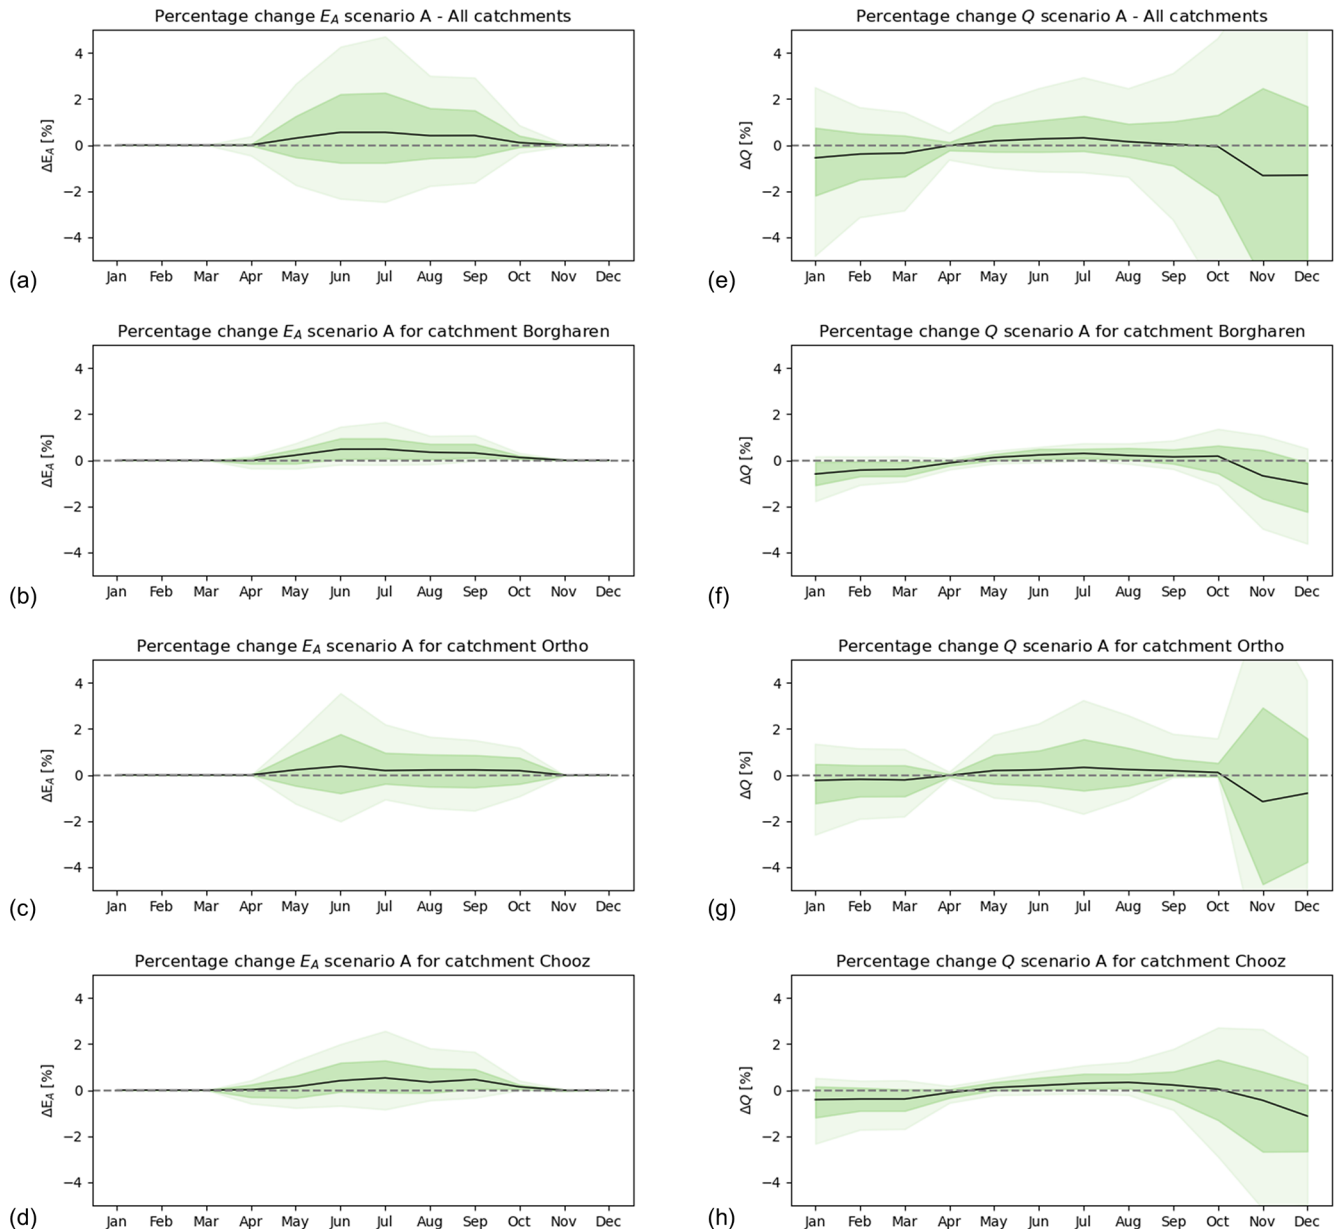 Percentage change E_A scenario A - All catchments
4
2
0
−2
−4
ΔE_A [%]
Jan Feb Mar Apr May Jun Jul Aug Sep Oct Nov Dec
(a)
Percentage change Q scenario A - All catchments
4
2
0
−2
−4
ΔQ [%]
Jan Feb Mar Apr May Jun Jul Aug Sep Oct Nov Dec
(e)
Percentage change E_A scenario A for catchment Borgharen
4
2
0
−2
−4
ΔE_A [%]
Jan Feb Mar Apr May Jun Jul Aug Sep Oct Nov Dec
(b)
Percentage change Q scenario A for catchment Borgharen
4
2
0
−2
−4
ΔQ [%]
Jan Feb Mar Apr May Jun Jul Aug Sep Oct Nov Dec
(f)
Percentage change E_A scenario A for catchment Ortho
4
2
0
−2
−4
ΔE_A [%]
Jan Feb Mar Apr May Jun Jul Aug Sep Oct Nov Dec
(c)
Percentage change Q scenario A for catchment Ortho
4
2
0
−2
−4
ΔQ [%]
Jan Feb Mar Apr May Jun Jul Aug Sep Oct Nov Dec
(g)
Percentage change E_A scenario A for catchment Chooz
4
2
0
−2
−4
ΔE_A [%]
Jan Feb Mar Apr May Jun Jul Aug Sep Oct Nov Dec
(d)
Percentage change Q scenario A for catchment Chooz
4
2
0
−2
−4
ΔQ [%]
Jan Feb Mar Apr May Jun Jul Aug Sep Oct Nov Dec
(h)